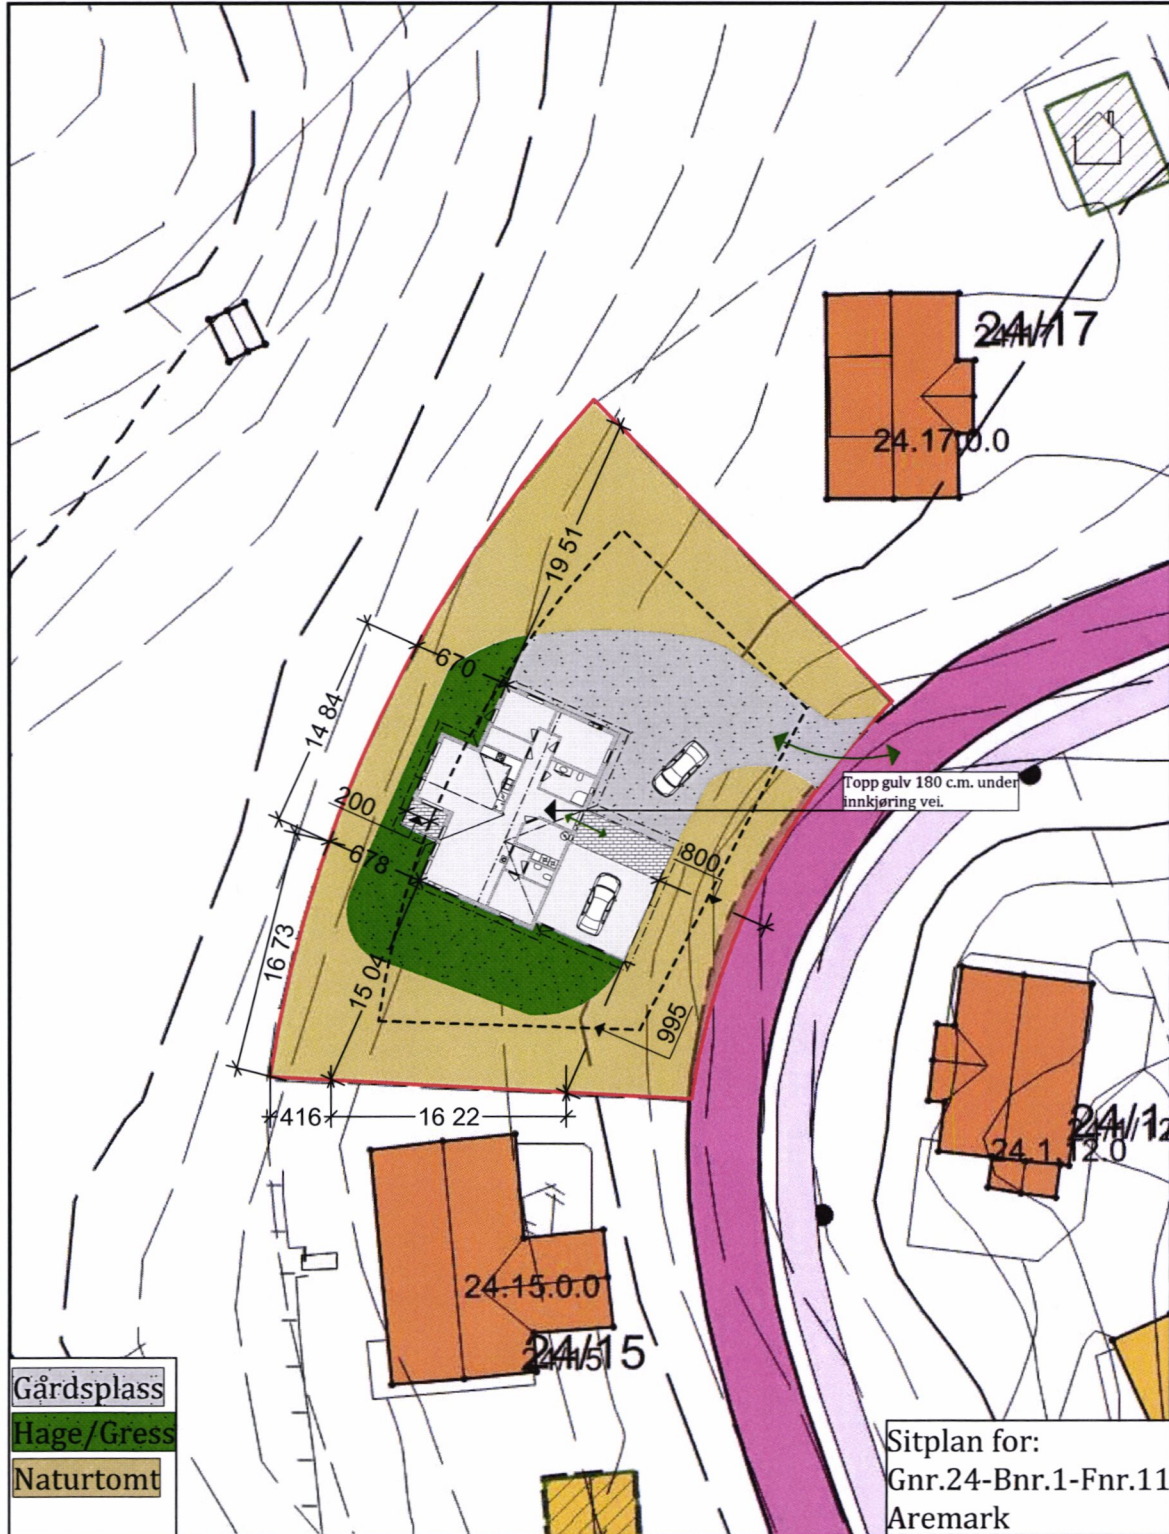 24/17
24.17.0.0
19 51
670
14 84
Topp gulv 180 c.m. under
innkjøring vei.
200
678
800
16 73
15 04
995
416
16 22
24.1.12.0
24.15.0.0
24/15
Gårdsplass
Hage/Gress
Naturtomt
Sitplan for:
Gnr.24-Bnr.1-Fnr.11
Aremark